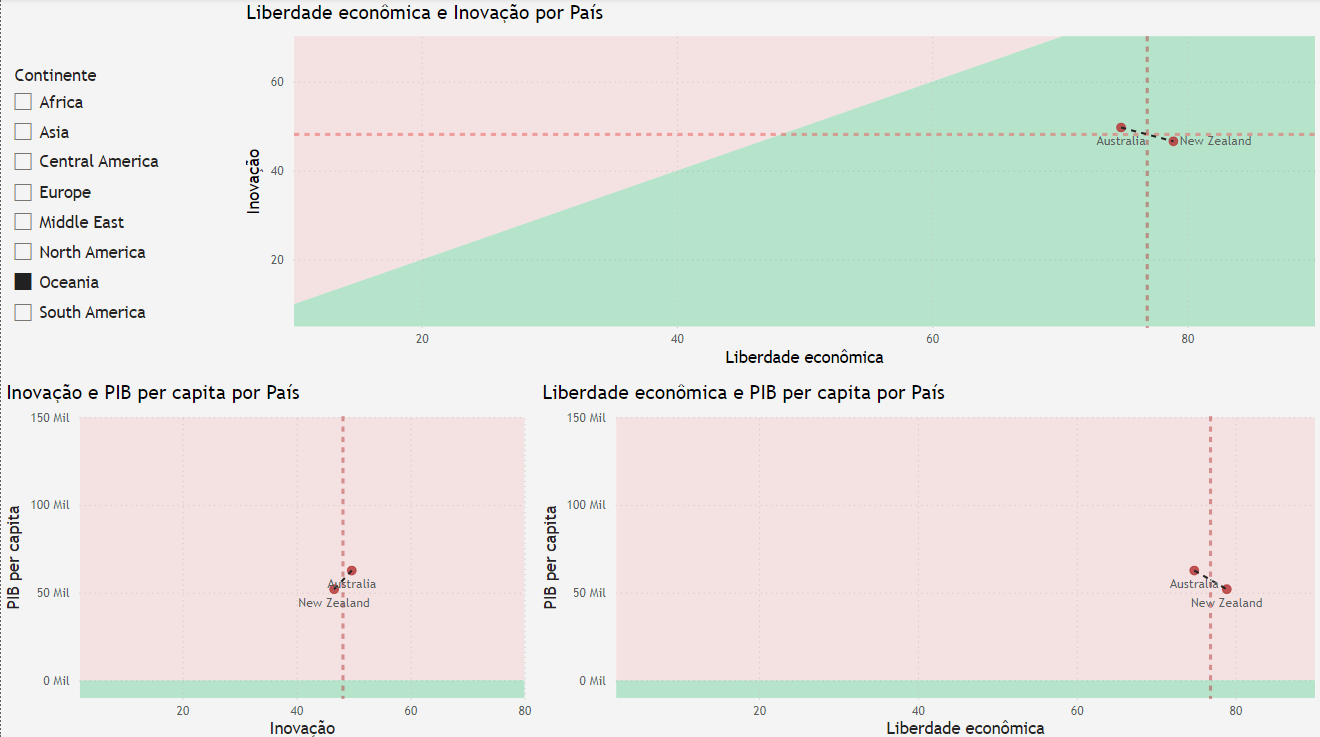 Liberdade econômica e Inovação por País
Continente
Africa
Asia
Central America
Europe
Middle East
North America
Oceania
South America
Inovação
60
40
20
Australia
New Zealand
20
40
60
80
Liberdade econômica
Inovação e PIB per capita por País
PIB per capita
150 Mil
100 Mil
50 Mil
0 Mil
Australia
New Zealand
20
40
60
80
Inovação
Liberdade econômica e PIB per capita por País
PIB per capita
150 Mil
100 Mil
50 Mil
0 Mil
Australia
New Zealand
20
40
60
80
Liberdade econômica